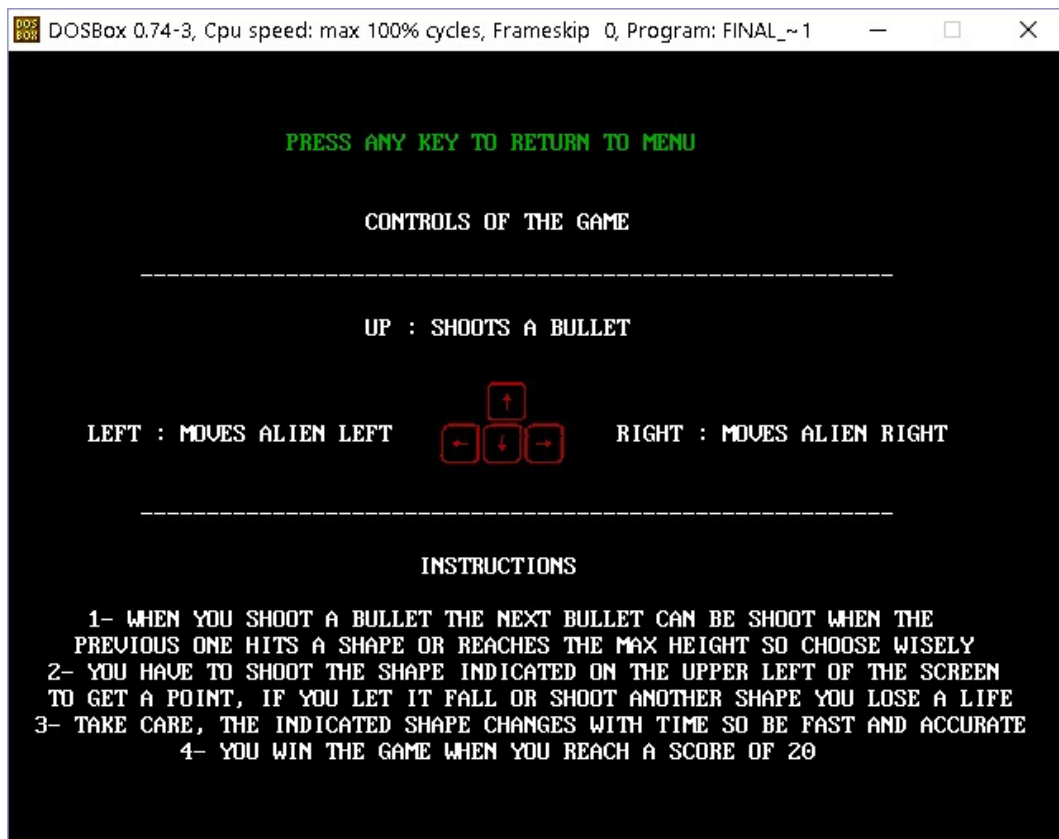 DOS BOX DOSBox 0.74-3, Cpu speed: max 100% cycles, Frameskip 0, Program: FINAL_~1
PRESS ANY KEY TO RETURN TO MENU
CONTROLS OF THE GAME
UP : SHOOTS A BULLET
LEFT : MOVES ALIEN LEFT RIGHT : MOVES ALIEN RIGHT
INSTRUCTIONS
1- WHEN YOU SHOOT A BULLET THE NEXT BULLET CAN BE SHOOT WHEN THE
PREVIOUS ONE HITS A SHAPE OR REACHES THE MAX HEIGHT SO CHOOSE WISELY
2- YOU HAVE TO SHOOT THE SHAPE INDICATED ON THE UPPER LEFT OF THE SCREEN
TO GET A POINT, IF YOU LET IT FALL OR SHOOT ANOTHER SHAPE YOU LOSE A LIFE
3- TAKE CARE, THE INDICATED SHAPE CHANGES WITH TIME SO BE FAST AND ACCURATE
4- YOU WIN THE GAME WHEN YOU REACH A SCORE OF 20